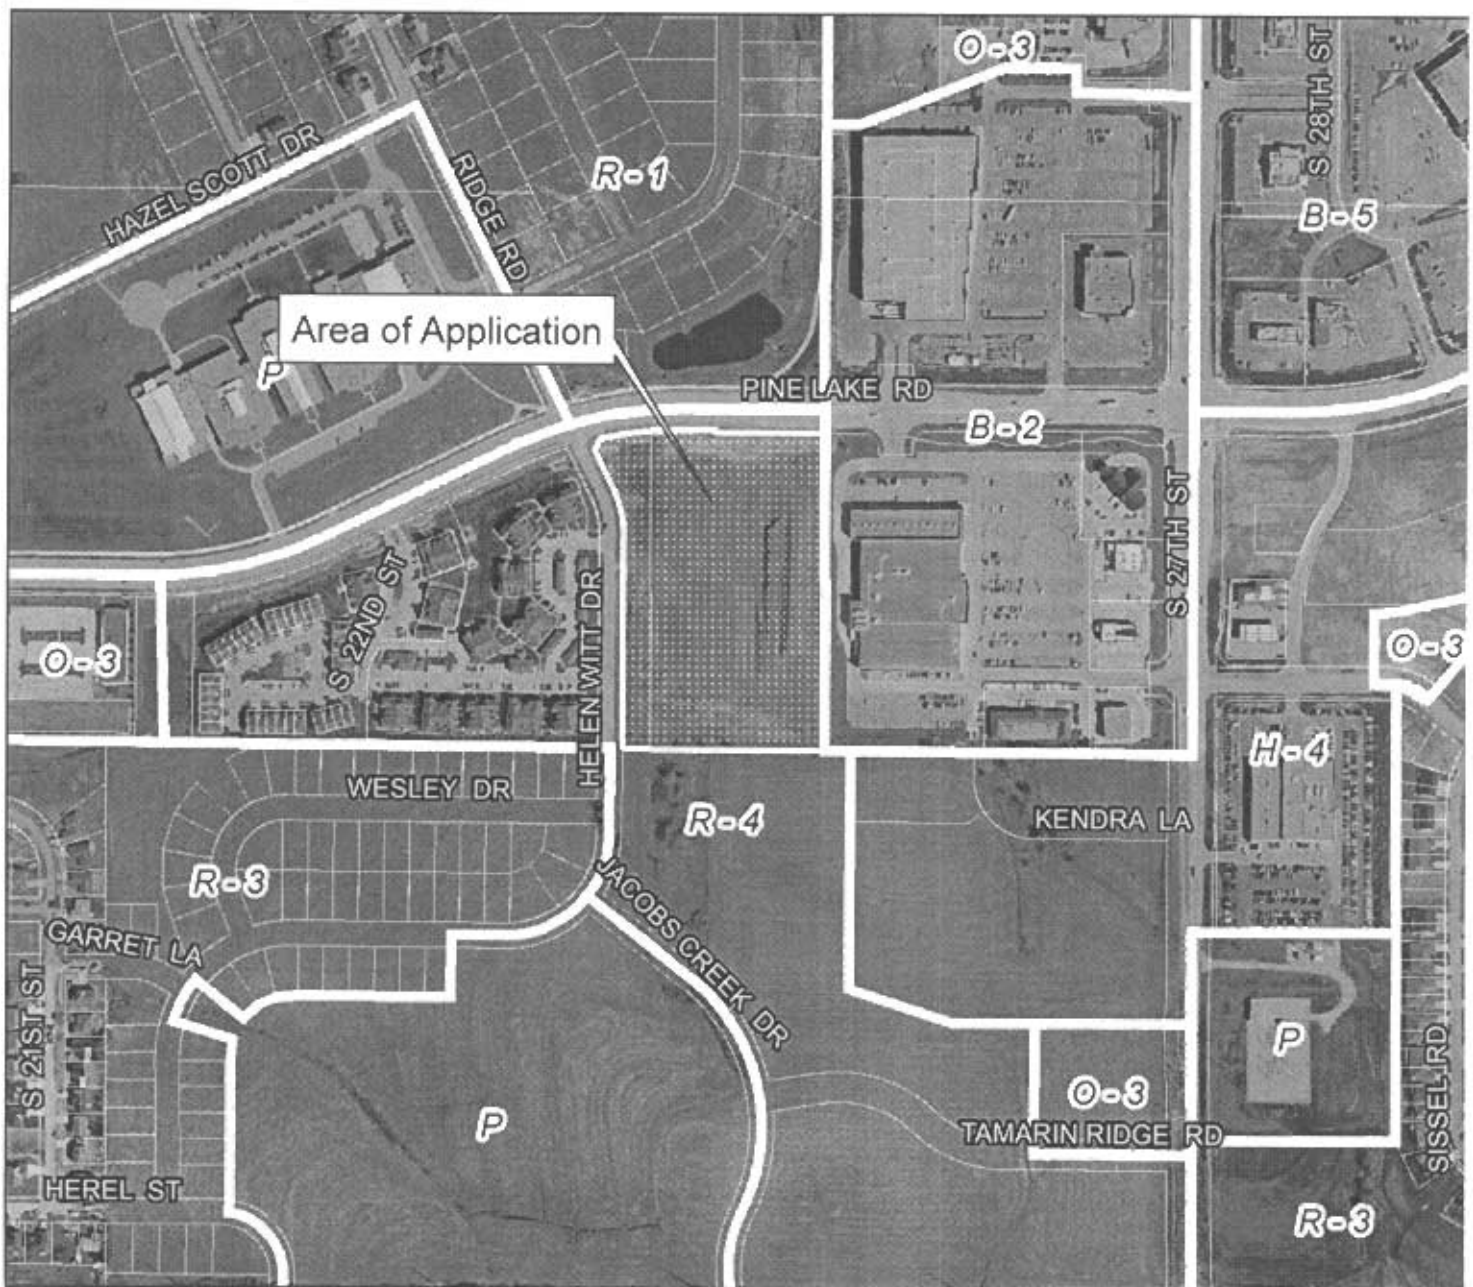 O-3
S 28TH ST
HAZEL SCOTT DR
RIDGE RD
R-1
B-5
Area of Application
P
PINE LAKE RD
B-2
S 27TH ST
S 22ND ST
HELEN WITT DR
O-3
O-3
H-4
WESLEY DR
R-4
KENDRA LA
R-3
JACOBS CREEK DR
GARRET LA
S 21ST ST
P
O-3
P
TAMARIN RIDGE RD
SISSEL RD
HEREL ST
R-3